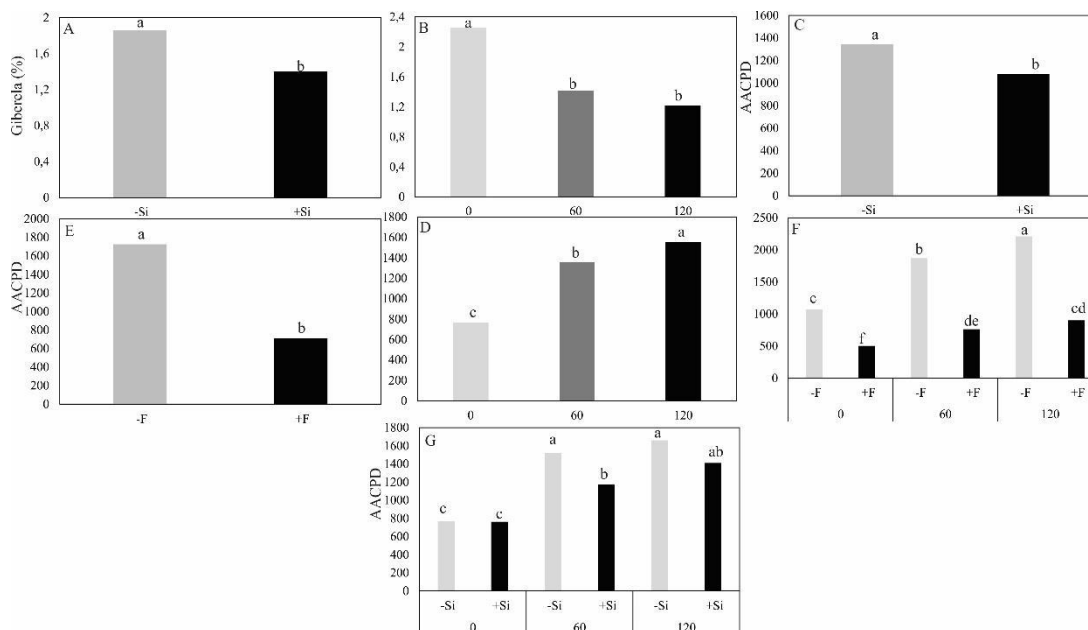 A
Giberela (%)
2
1,6
1,2
0,8
0,4
0
a
b
-Si
+Si
B
2,4
2
1,6
1,2
0,8
0,4
0
a
b
b
0
60
120
C
AACPD
1600
1400
1200
1000
800
600
400
200
0
a
b
-Si
+Si
E
AACPD
2000
1800
1600
1400
1200
1000
800
600
400
200
0
a
b
-F
+F
D
1800
1600
1400
1200
1000
800
600
400
200
0
c
b
a
0
60
120
F
2500
2000
1500
1000
500
0
c
f
b
de
a
cd
-F +F -F +F -F +F
0 60 120
G
AACPD
1800
1600
1400
1200
1000
800
600
400
200
0
c
c
a
b
a
ab
-Si +Si -Si +Si -Si +Si
0 60 120